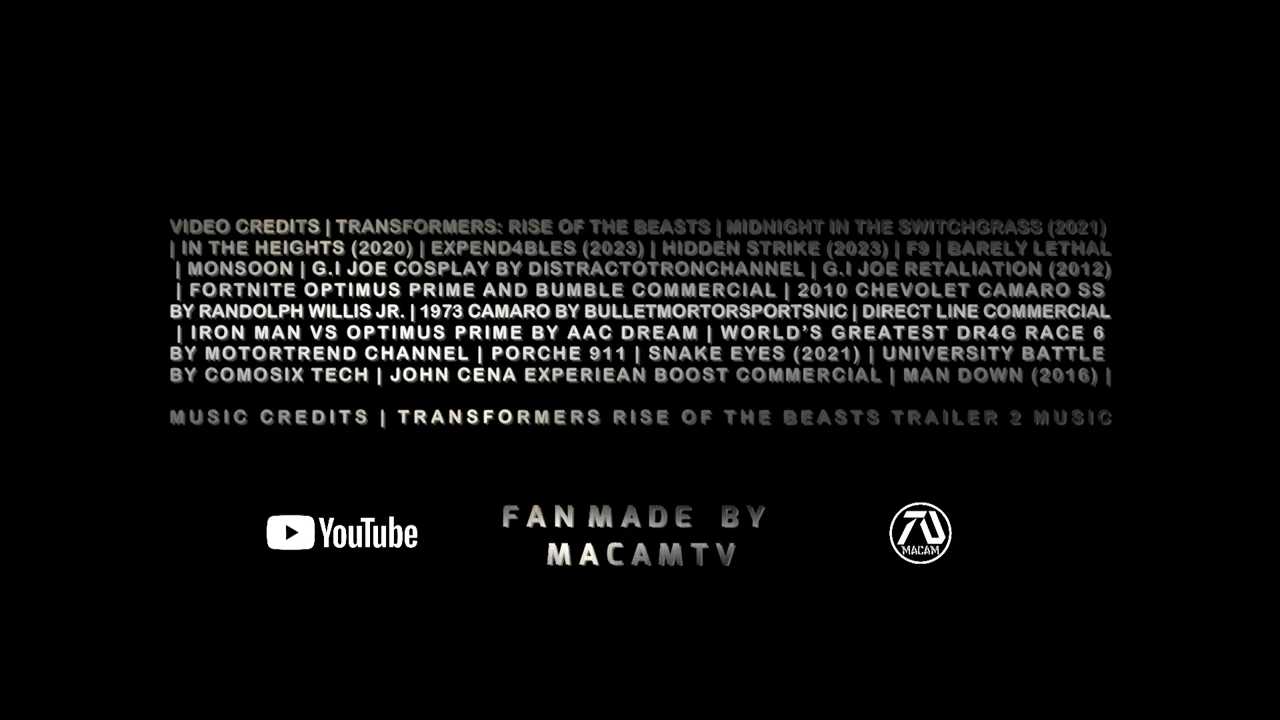 VIDEO CREDITS | TRANSFORMERS: RISE OF THE BEASTS | MIDNIGHT IN THE SWITCHGRASS (2021)
| IN THE HEIGHTS (2020) | EXPEND4BLES (2023) | HIDDEN STRIKE (2023) | F9 | BARELY LETHAL
| MONSOON | G.I JOE COSPLAY BY DISTRACTOTRONCHANNEL | G.I JOE RETALIATION (2012)
| FORTNITE OPTIMUS PRIME AND BUMBLE COMMERCIAL | 2010 CHEVOLET CAMARO SS
BY RANDOLPH WILLIS JR. | 1973 CAMARO BY BULLETMORTORSPORTSNIC | DIRECT LINE COMMERCIAL
| IRON MAN VS OPTIMUS PRIME BY AAC DREAM | WORLD'S GREATEST DR4G RACE 6
BY MOTORTREND CHANNEL | PORCHE 911 | SNAKE EYES (2021) | UNIVERSITY BATTLE
BY COMOSIX TECH | JOHN CENA EXPERIEAN BOOST COMMERCIAL | MAN DOWN (2016) |
MUSIC CREDITS | TRANSFORMERS RISE OF THE BEASTS TRAILER 2 MUSIC
YouTube
FANMADE BY
MACAMTV
MACAM